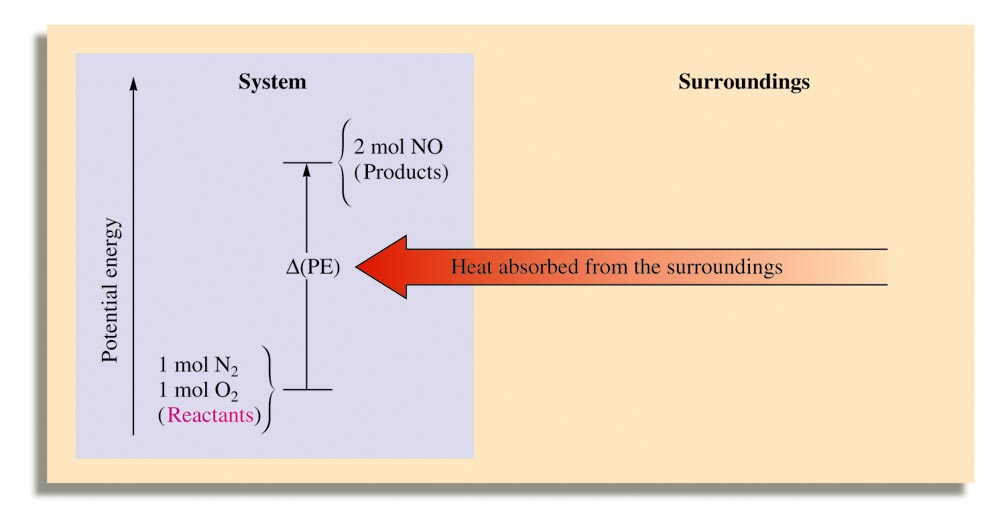 System
Surroundings
2 mol NO
(Products)
Potential energy
Δ(PE)
Heat absorbed from the surroundings
1 mol N₂
1 mol O₂
(Reactants)